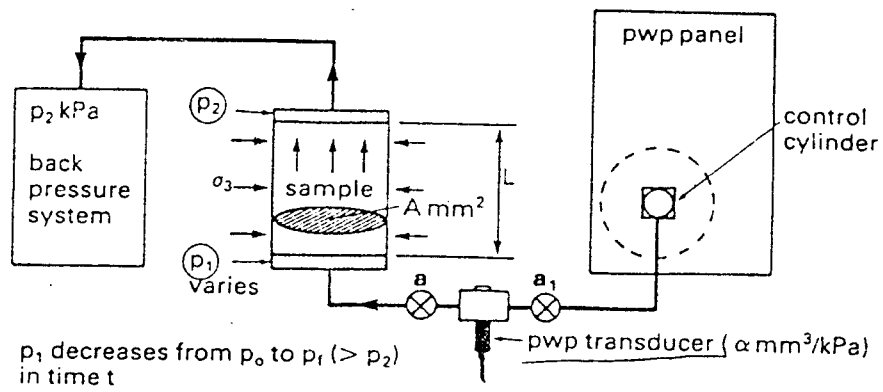 pwp panel
p₂ kPa
back
pressure
system
p₂
control
cylinder
σ₃
sample
L
A mm²
p₁
varies
a
a₁
pwp transducer (α mm³/kPa)
p₁ decreases from p₀ to p_f (> p₂)
in time t